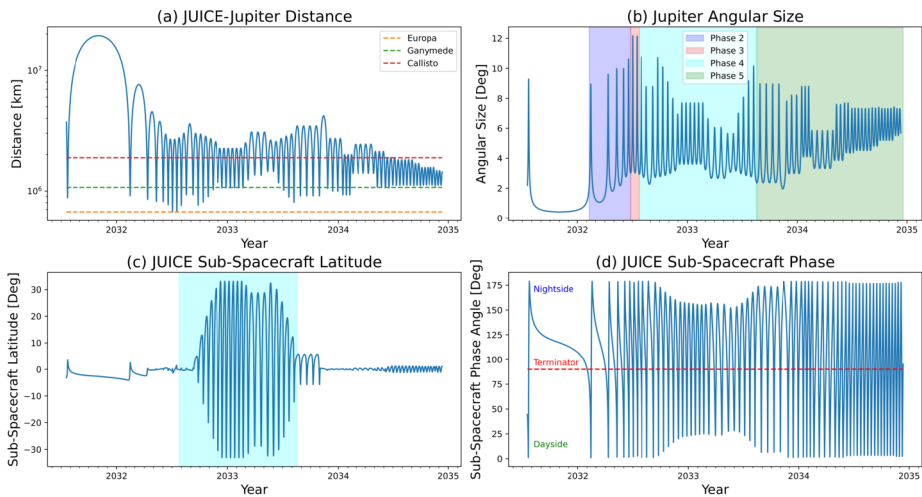 (a) JUICE-Jupiter Distance
Distance [km]
10^7
10^6
Europa
Ganymede
Callisto
2032
2033
2034
2035
Year
(b) Jupiter Angular Size
Angular Size [Deg]
12
10
8
6
4
2
0
Phase 2
Phase 3
Phase 4
Phase 5
2032
2033
2034
2035
Year
(c) JUICE Sub-Spacecraft Latitude
Sub-Spacecraft Latitude [Deg]
30
20
10
0
−10
−20
−30
2032
2033
2034
2035
Year
(d) JUICE Sub-Spacecraft Phase
Sub-Spacecraft Phase Angle [Deg]
175
150
125
100
75
50
25
0
Nightside
Terminator
Dayside
2032
2033
2034
2035
Year